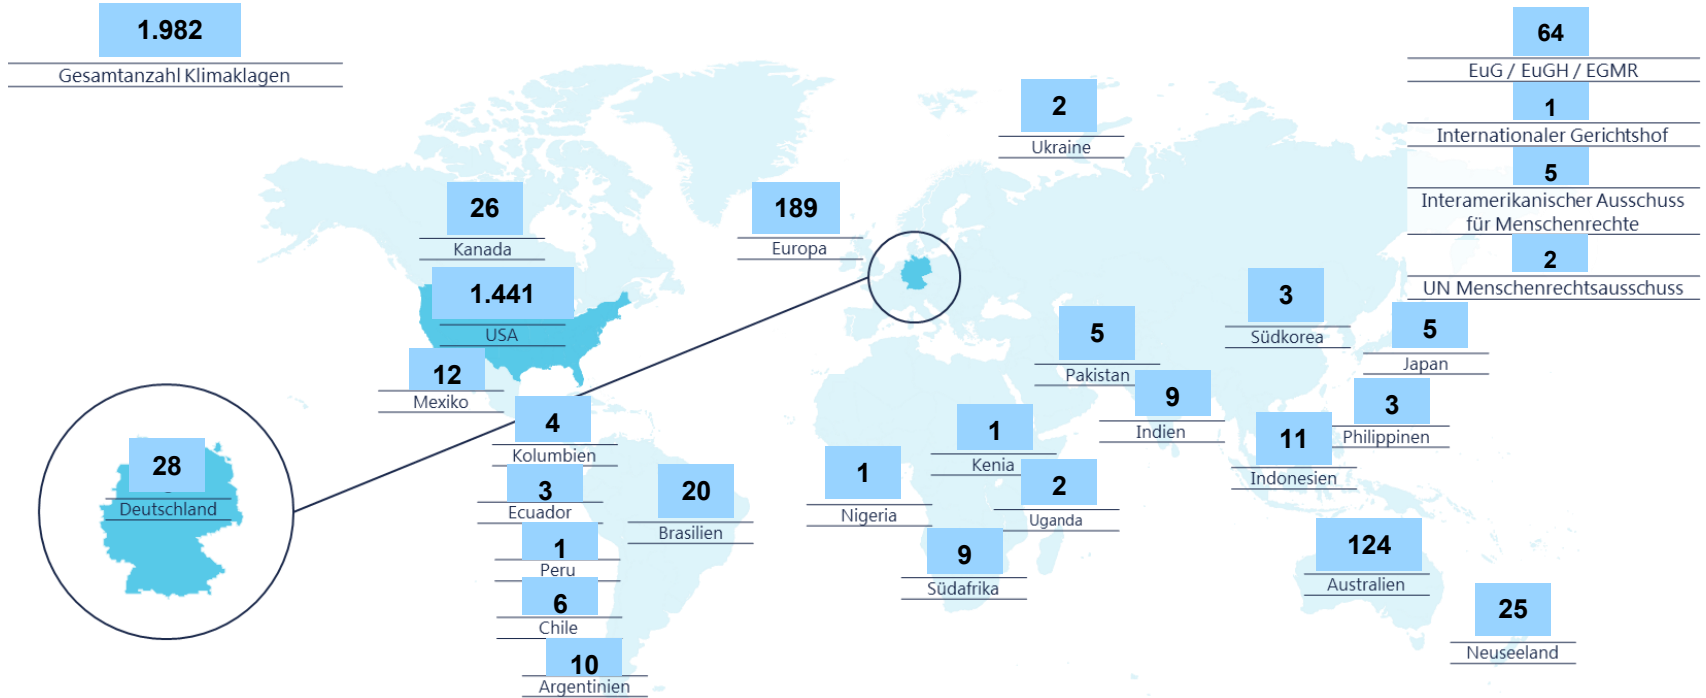 1.982
Gesamtanzahl Klimaklagen
64
EuG / EuGH / EGMR
1
Internationaler Gerichtshof
5
Interamerikanischer Ausschuss
für Menschenrechte
2
UN Menschenrechtsausschuss
2
Ukraine
26
Kanada
189
Europa
1.441
USA
12
Mexiko
3
Südkorea
5
Japan
5
Pakistan
9
Indien
3
Philippinen
4
Kolumbien
1
Kenia
11
Indonesien
28
Deutschland
3
Ecuador
20
Brasilien
1
Nigeria
2
Uganda
1
Peru
9
Südafrika
124
Australien
6
Chile
25
Neuseeland
10
Argentinien